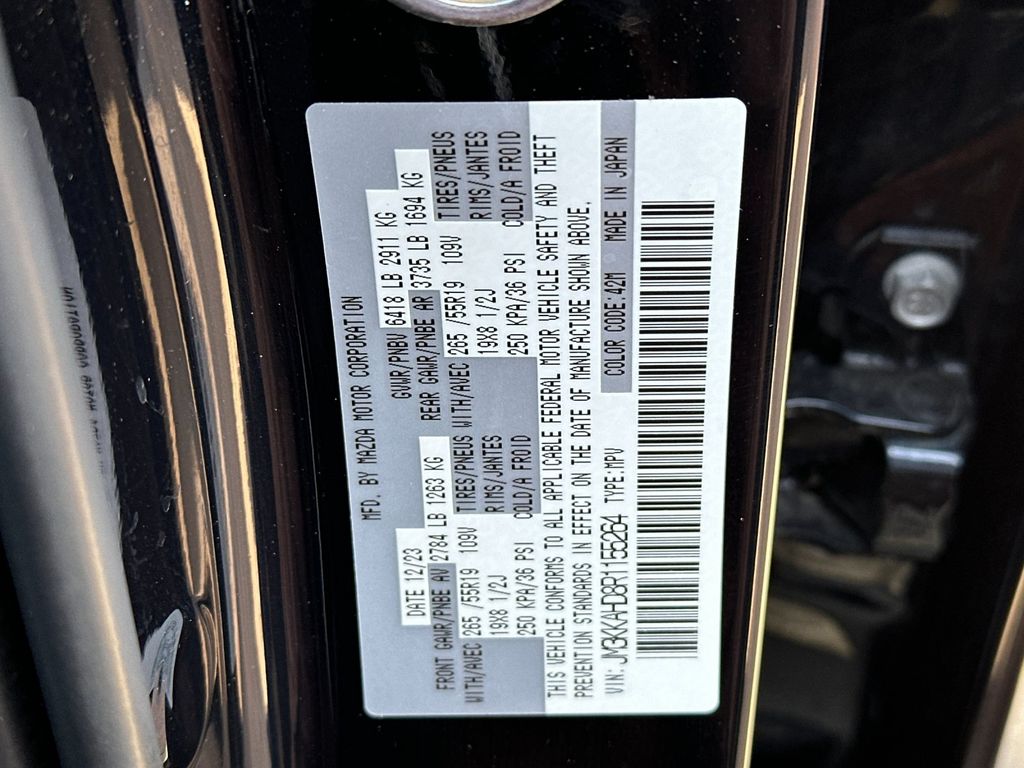 MFD. BY MAZDA MOTOR CORPORATION
DATE 12/23 GVWR/PNBV 6418 LB 2911 KG
FRONT GAWR/PNBE AV 2784 LB 1263 KG REAR GAWR/PNBE AR 3735 LB 1694 KG
WITH/AVEC 265 /55R19 109V TIRES/PNEUS WITH/AVEC 265 /55R19 109V TIRES/PNEUS
19X8 1/2J RIMS/JANTES 19X8 1/2J RIMS/JANTES
250 KPA/36 PSI COLD/A FROID 250 KPA/36 PSI COLD/A FROID
THIS VEHICLE CONFORMS TO ALL APPLICABLE FEDERAL MOTOR VEHICLE SAFETY AND THEFT
PREVENTION STANDARDS IN EFFECT ON THE DATE OF MANUFACTURE SHOWN ABOVE.
VIN: JM3KKAHD8R1155264 TYPE:MPV COLOR CODE:42M MADE IN JAPAN